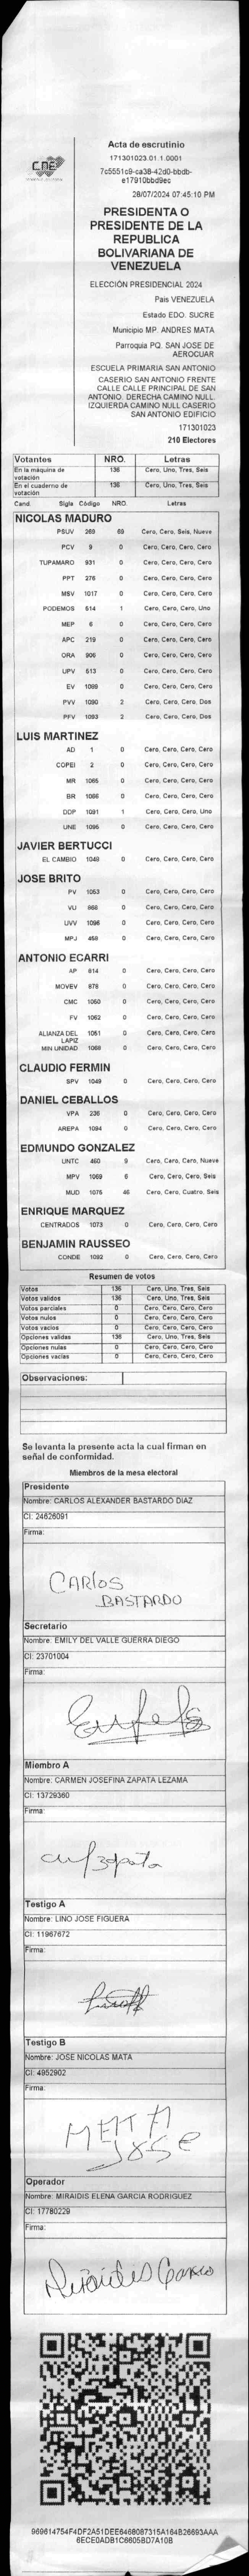 CNE
Acta de escrutinio
171301023.01.1.0001
7c5551c9-ca38-42d0-bbdb-
e17910bbd9ec
28/07/2024 07:45:10 PM
PRESIDENTA O
PRESIDENTE DE LA
REPUBLICA
BOLIVARIANA DE
VENEZUELA
ELECCIÓN PRESIDENCIAL 2024
Pais VENEZUELA
Estado EDO. SUCRE
Municipio MP. ANDRES MATA
Parroquia PQ. SAN JOSE DE
AEROCUAR
ESCUELA PRIMARIA SAN ANTONIO
CASERIO SAN ANTONIO FRENTE
CALLE CALLE PRINCIPAL DE SAN
ANTONIO. DERECHA CAMINO NULL.
IZQUIERDA CAMINO NULL CASERIO
SAN ANTONIO EDIFICIO
171301023
210 Electores
Votantes NRO. Letras
En la máquina de votación 136 Cero, Uno, Tres, Seis
En el cuaderno de votación 136 Cero, Uno, Tres, Seis
Cand. Sigla Código NRO. Letras
NICOLAS MADURO
PSUV 269 69 Cero, Cero, Seis, Nueve
PCV 9 0 Cero, Cero, Cero, Cero
TUPAMARO 931 0 Cero, Cero, Cero, Cero
PPT 276 0 Cero, Cero, Cero, Cero
MSV 1017 0 Cero, Cero, Cero, Cero
PODEMOS 514 1 Cero, Cero, Cero, Uno
MEP 6 0 Cero, Cero, Cero, Cero
APC 219 0 Cero, Cero, Cero, Cero
ORA 906 0 Cero, Cero, Cero, Cero
UPV 513 0 Cero, Cero, Cero, Cero
EV 1089 0 Cero, Cero, Cero, Cero
PVV 1090 2 Cero, Cero, Cero, Dos
PFV 1093 2 Cero, Cero, Cero, Dos
LUIS MARTINEZ
AD 1 0 Cero, Cero, Cero, Cero
COPEI 2 0 Cero, Cero, Cero, Cero
MR 1065 0 Cero, Cero, Cero, Cero
BR 1066 0 Cero, Cero, Cero, Cero
DDP 1091 1 Cero, Cero, Cero, Uno
UNE 1095 0 Cero, Cero, Cero, Cero
JAVIER BERTUCCI
EL CAMBIO 1048 0 Cero, Cero, Cero, Cero
JOSE BRITO
PV 1053 0 Cero, Cero, Cero, Cero
VU 868 0 Cero, Cero, Cero, Cero
UVV 1096 0 Cero, Cero, Cero, Cero
MPJ 458 0 Cero, Cero, Cero, Cero
ANTONIO ECARRI
AP 814 0 Cero, Cero, Cero, Cero
MOVEV 878 0 Cero, Cero, Cero, Cero
CMC 1050 0 Cero, Cero, Cero, Cero
FV 1062 0 Cero, Cero, Cero, Cero
ALIANZA DEL LAPIZ 1051 0 Cero, Cero, Cero, Cero
MIN UNIDAD 1068 0 Cero, Cero, Cero, Cero
CLAUDIO FERMIN
SPV 1049 0 Cero, Cero, Cero, Cero
DANIEL CEBALLOS
VPA 236 0 Cero, Cero, Cero, Cero
AREPA 1094 0 Cero, Cero, Cero, Cero
EDMUNDO GONZALEZ
UNTC 460 9 Cero, Cero, Cero, Nueve
MPV 1069 6 Cero, Cero, Cero, Seis
MUD 1075 46 Cero, Cero, Cuatro, Seis
ENRIQUE MARQUEZ
CENTRADOS 1073 0 Cero, Cero, Cero, Cero
BENJAMIN RAUSSEO
CONDE 1092 0 Cero, Cero, Cero, Cero
Resumen de votos
Votos 136 Cero, Uno, Tres, Seis
Votos validos 136 Cero, Uno, Tres, Seis
Votos parciales 0 Cero, Cero, Cero, Cero
Votos nulos 0 Cero, Cero, Cero, Cero
Votos vacios 0 Cero, Cero, Cero, Cero
Opciones validas 136 Cero, Uno, Tres, Seis
Opciones nulas 0 Cero, Cero, Cero, Cero
Opciones vacias 0 Cero, Cero, Cero, Cero
Observaciones:
Se levanta la presente acta la cual firman en
señal de conformidad.
Miembros de la mesa electoral
Presidente
Nombre: CARLOS ALEXANDER BASTARDO DIAZ
CI: 24626091
Firma:
CARlos
BASTARDO
Secretario
Nombre: EMILY DEL VALLE GUERRA DIEGO
CI: 23701004
Firma:
Miembro A
Nombre: CARMEN JOSEFINA ZAPATA LEZAMA
CI: 13729360
Firma:
Testigo A
Nombre: LINO JOSE FIGUERA
CI: 11967672
Firma:
Testigo B
Nombre: JOSE NICOLAS MATA
CI: 4952902
Firma:
MATA
JOSE
Operador
Nombre: MIRAIDIS ELENA GARCIA RODRIGUEZ
CI: 17780229
Firma:
Miraidis Garcia
969614754F4DF2A51DEE6468087315A164B26693AAA
6ECE0ADB1C6605BD7A10B